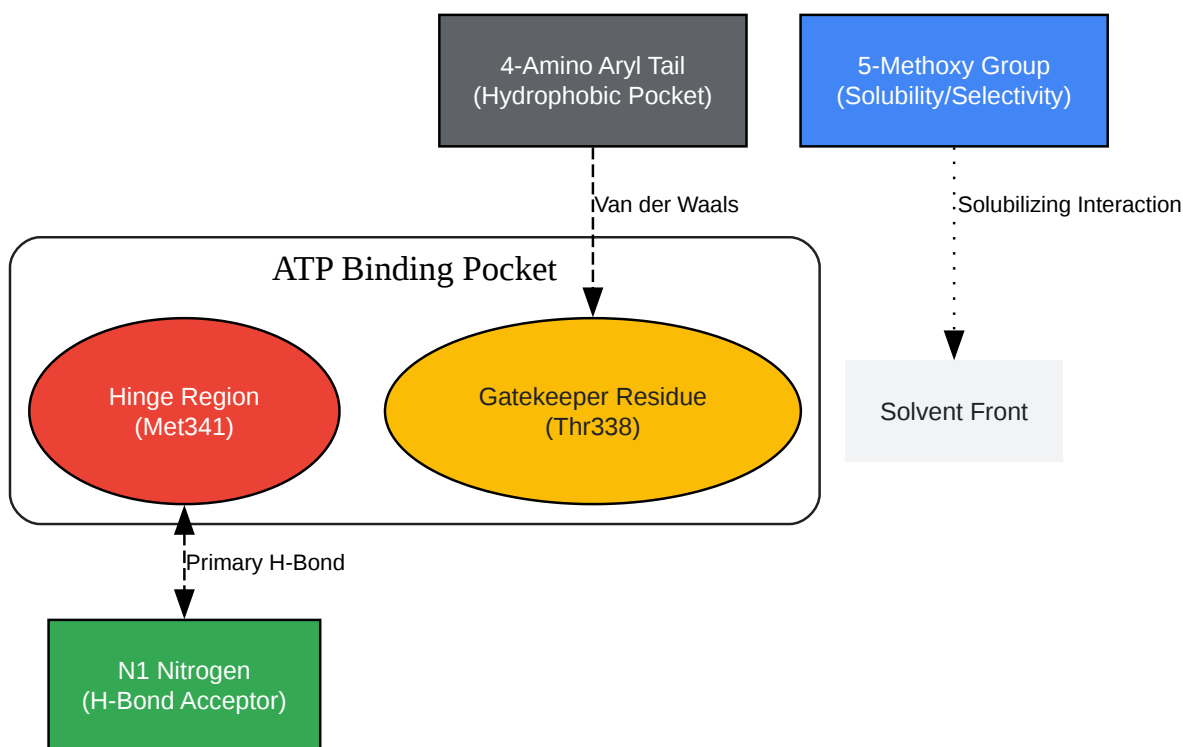 4-Amino Aryl Tail
(Hydrophobic Pocket)
5-Methoxy Group
(Solubility/Selectivity)
Van der Waals
Solubilizing Interaction
ATP Binding Pocket
Hinge Region
(Met341)
Gatekeeper Residue
(Thr338)
Solvent Front
Primary H-Bond
N1 Nitrogen
(H-Bond Acceptor)